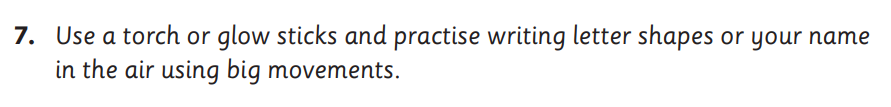 7. Use a torch or glow sticks and practise writing letter shapes or your name
in the air using big movements.